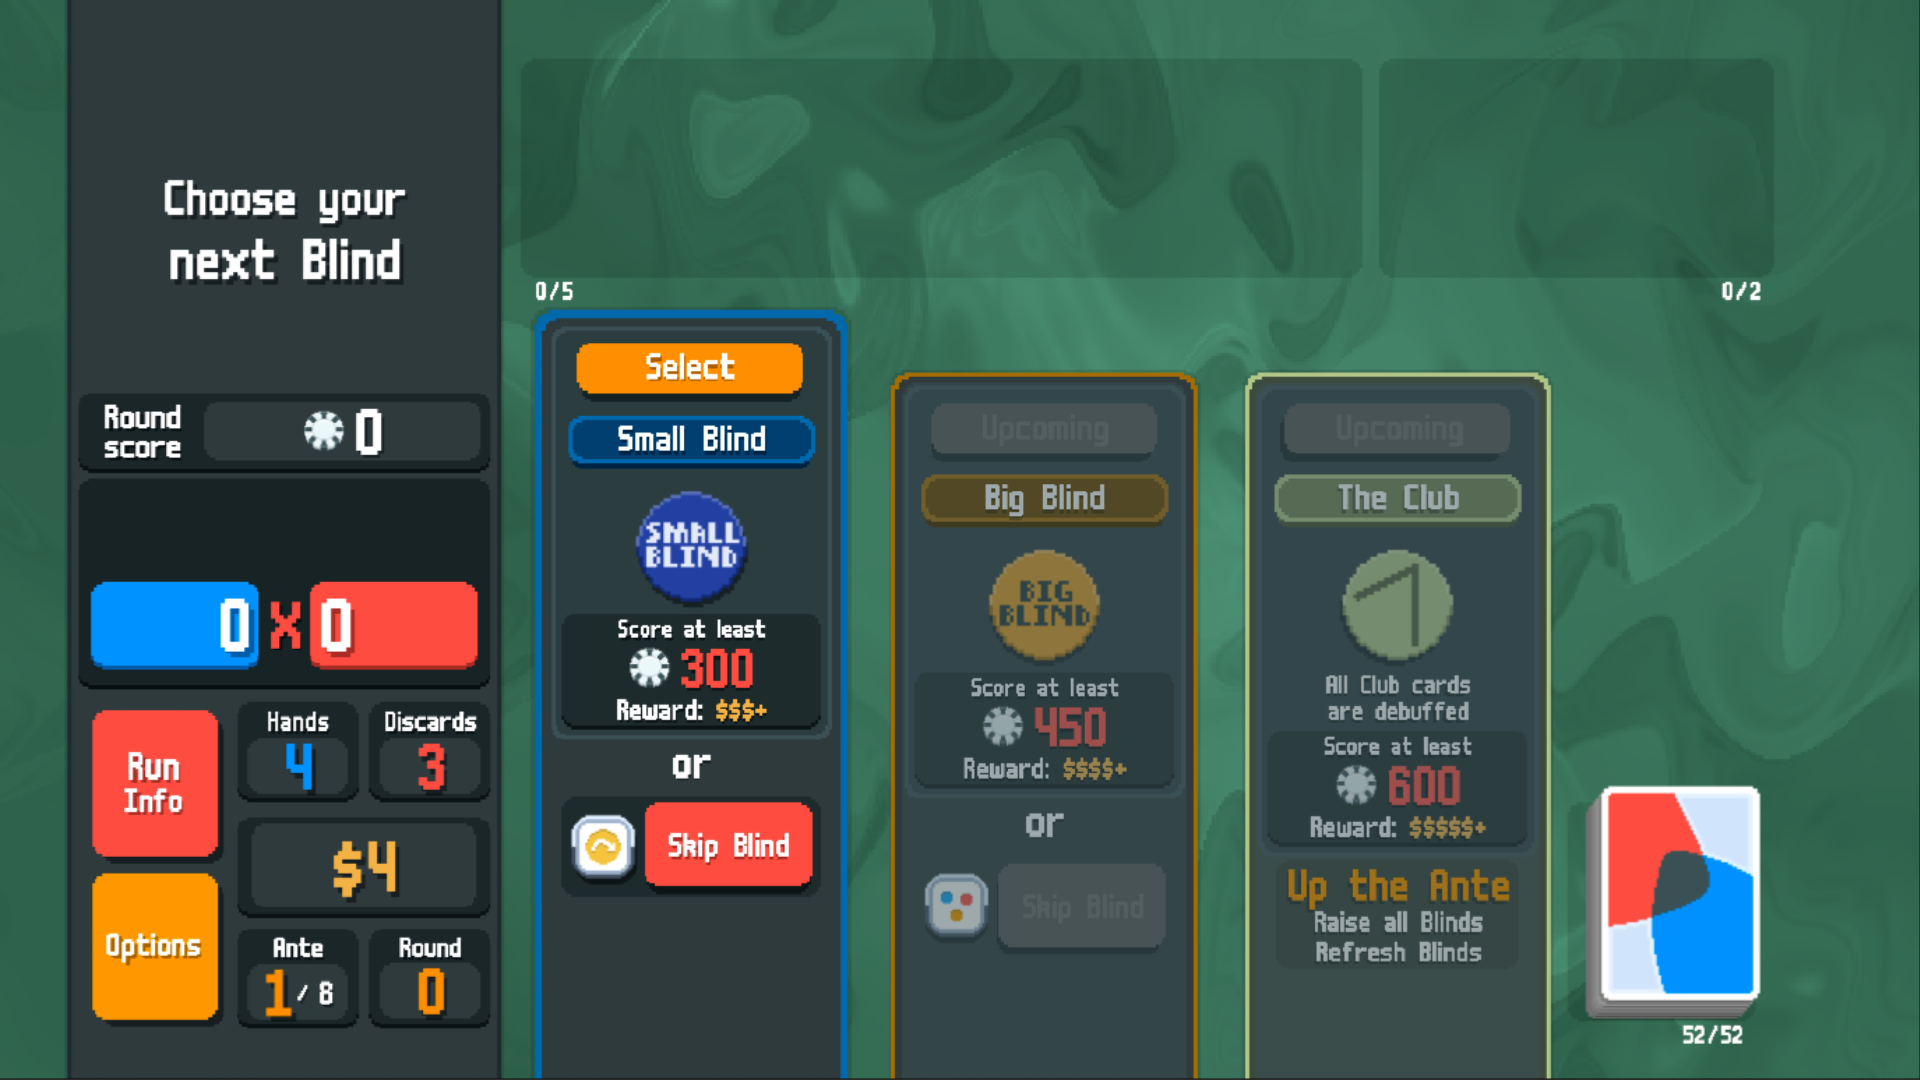 Choose your
next Blind
Round
score
0
0 X 0
Run
Info
Hands
4
Discards
3
$4
Options
Ante
1 / 8
Round
0
0/5
0/2
Select
Small Blind
SMALL
BLIND
Score at least
300
Reward: $$$+
or
Skip Blind
Upcoming
Big Blind
BIG
BLIND
Score at least
450
Reward: $$$$+
or
Skip Blind
Upcoming
The Club
All Club cards
are debuffed
Score at least
600
Reward: $$$$$+
Up the Ante
Raise all Blinds
Refresh Blinds
52/52